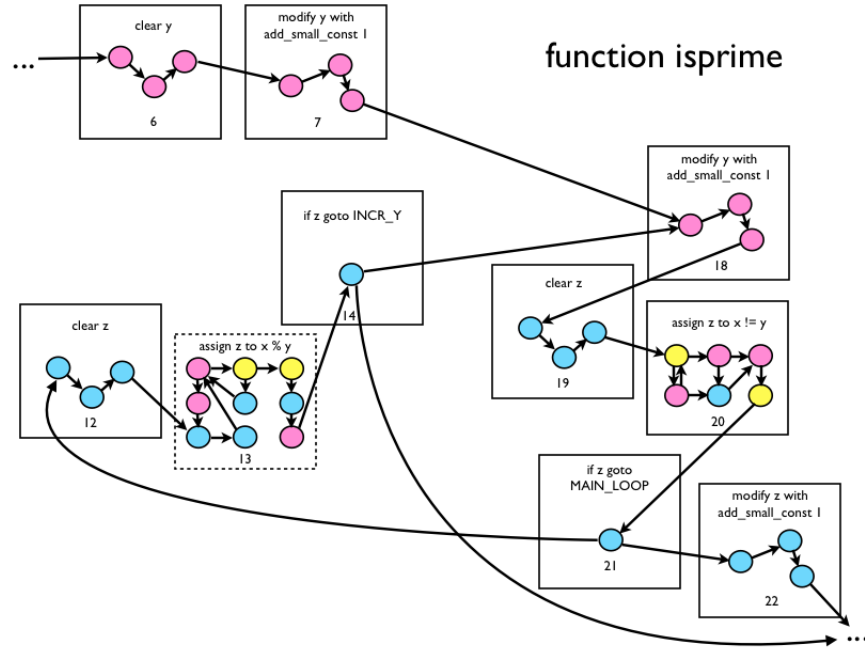 function isprime
clear y
6
modify y with
add_small_const 1
7
...
modify y with
add_small_const 1
18
if z goto INCR_Y
14
clear z
19
assign z to x != y
20
clear z
12
assign z to x % y
13
if z goto
MAIN_LOOP
21
modify z with
add_small_const 1
22
...